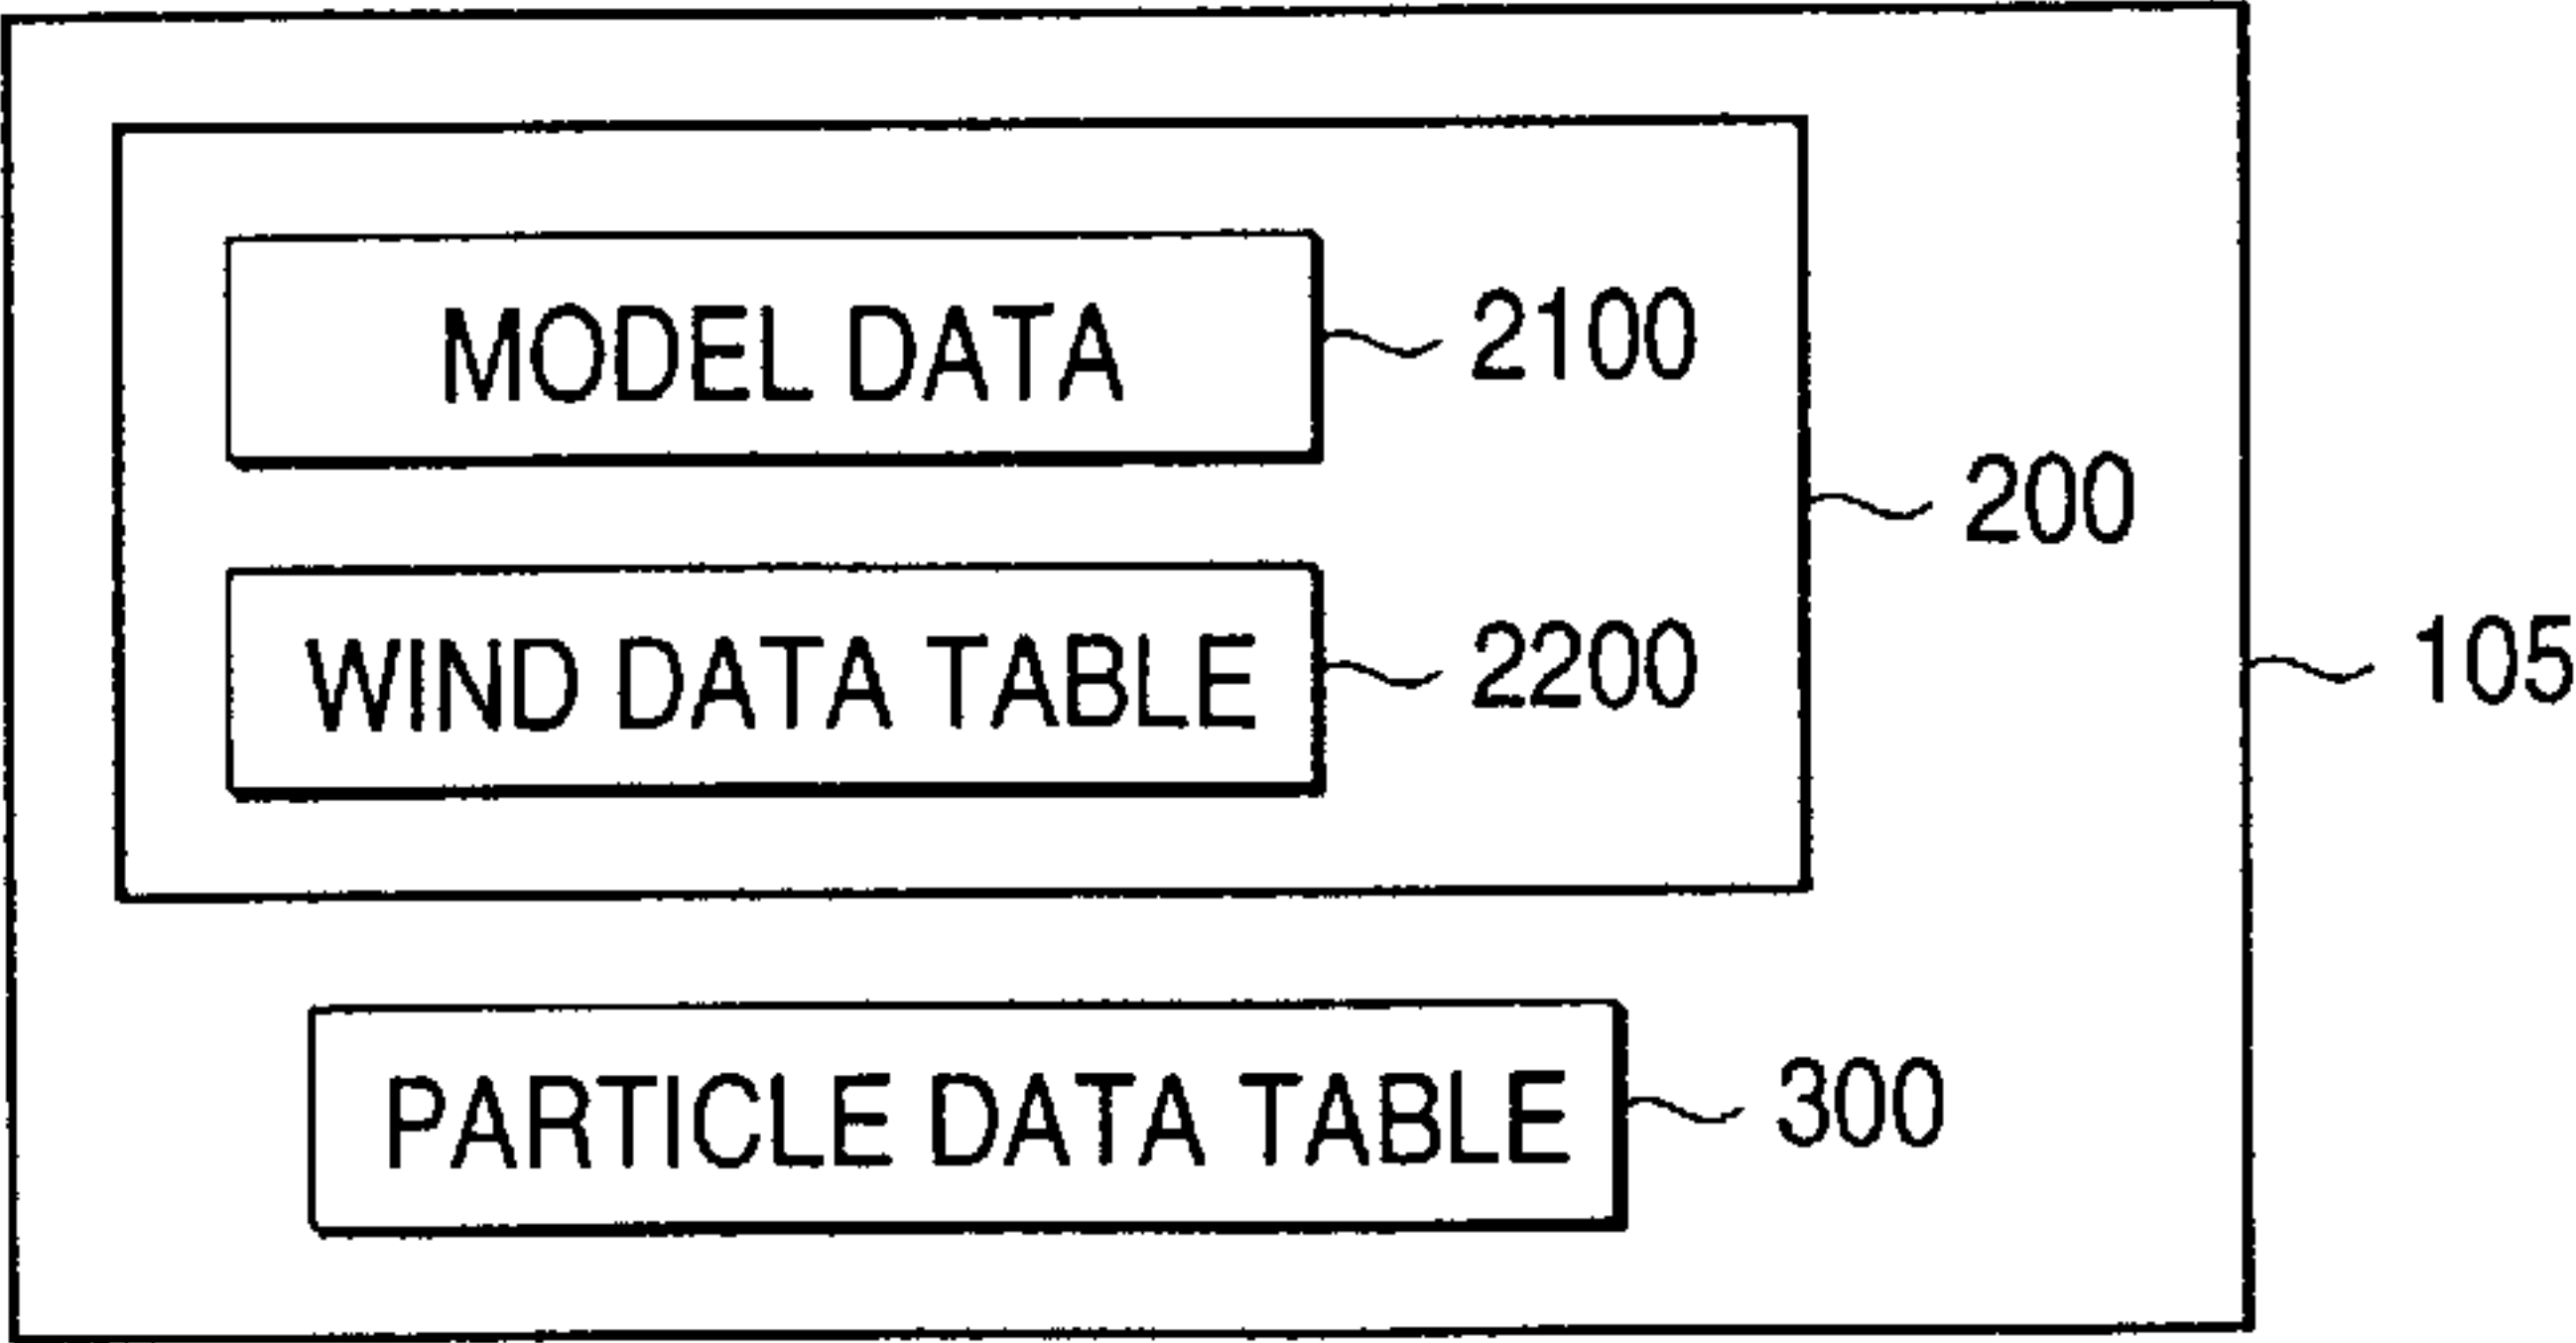 MODEL DATA 2100
200
WIND DATA TABLE 2200
105
PARTICLE DATA TABLE 300